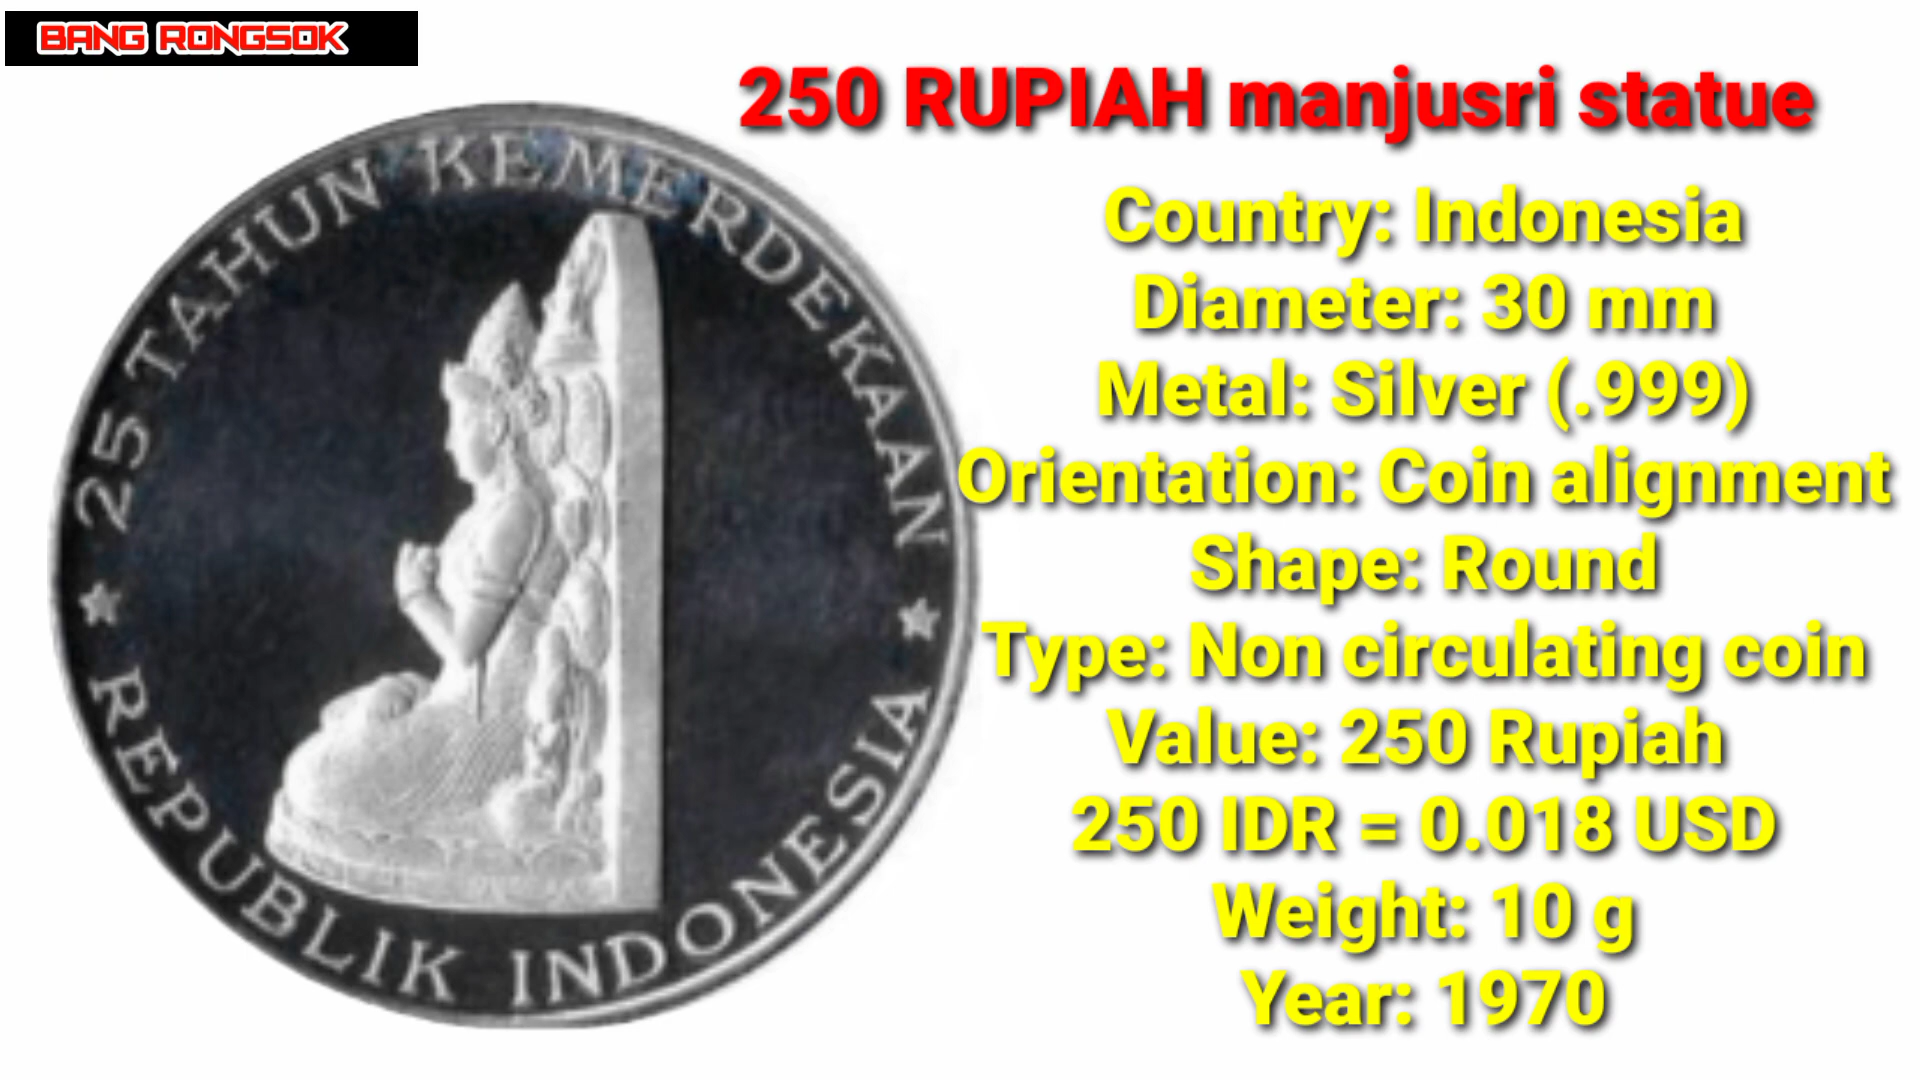 BANG RONGSOK
250 RUPIAH manjusri statue
25 TAHUN KEMERDEKAAN
REPUBLIK INDONESIA
Country: Indonesia
Diameter: 30 mm
Metal: Silver (.999)
Orientation: Coin alignment
Shape: Round
Type: Non circulating coin
Value: 250 Rupiah
250 IDR = 0.018 USD
Weight: 10 g
Year: 1970